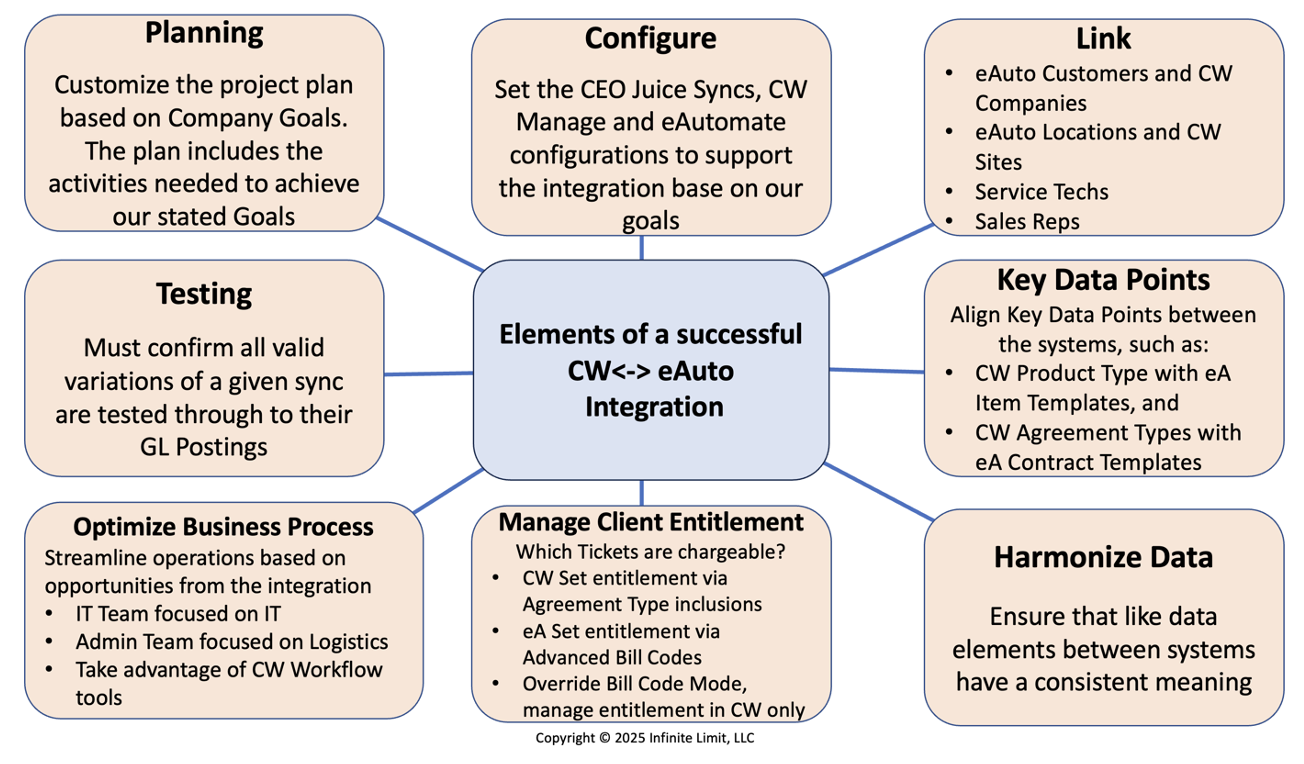 Planning
Customize the project plan
based on Company Goals.
The plan includes the
activities needed to achieve
our stated Goals
Configure
Set the CEO Juice Syncs, CW
Manage and eAutomate
configurations to support
the integration base on our
goals
Link
• eAuto Customers and CW
Companies
• eAuto Locations and CW
Sites
• Service Techs
• Sales Reps
Testing
Must confirm all valid
variations of a given sync
are tested through to their
GL Postings
Elements of a successful
CW<-> eAuto
Integration
Key Data Points
Align Key Data Points between
the systems, such as:
• CW Product Type with eA
Item Templates, and
• CW Agreement Types with
eA Contract Templates
Optimize Business Process
Streamline operations based on
opportunities from the integration
• IT Team focused on IT
• Admin Team focused on Logistics
• Take advantage of CW Workflow
tools
Manage Client Entitlement
Which Tickets are chargeable?
• CW Set entitlement via
Agreement Type inclusions
• eA Set entitlement via
Advanced Bill Codes
• Override Bill Code Mode,
manage entitlement in CW only
Harmonize Data
Ensure that like data
elements between systems
have a consistent meaning
Copyright © 2025 Infinite Limit, LLC